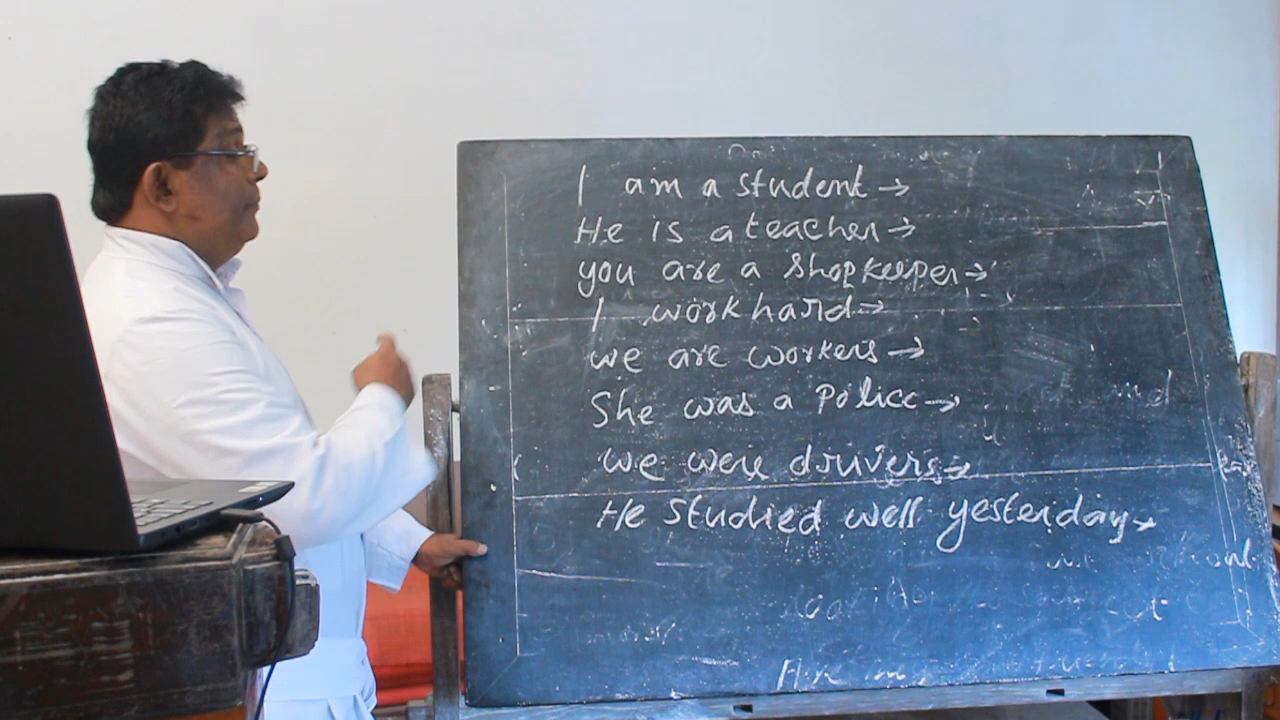 I am a student →
He is a teacher →
you are a shopkeeper →
I work hard →
we are workers →
She was a Police →
we were drivers →
He studied well yesterday →